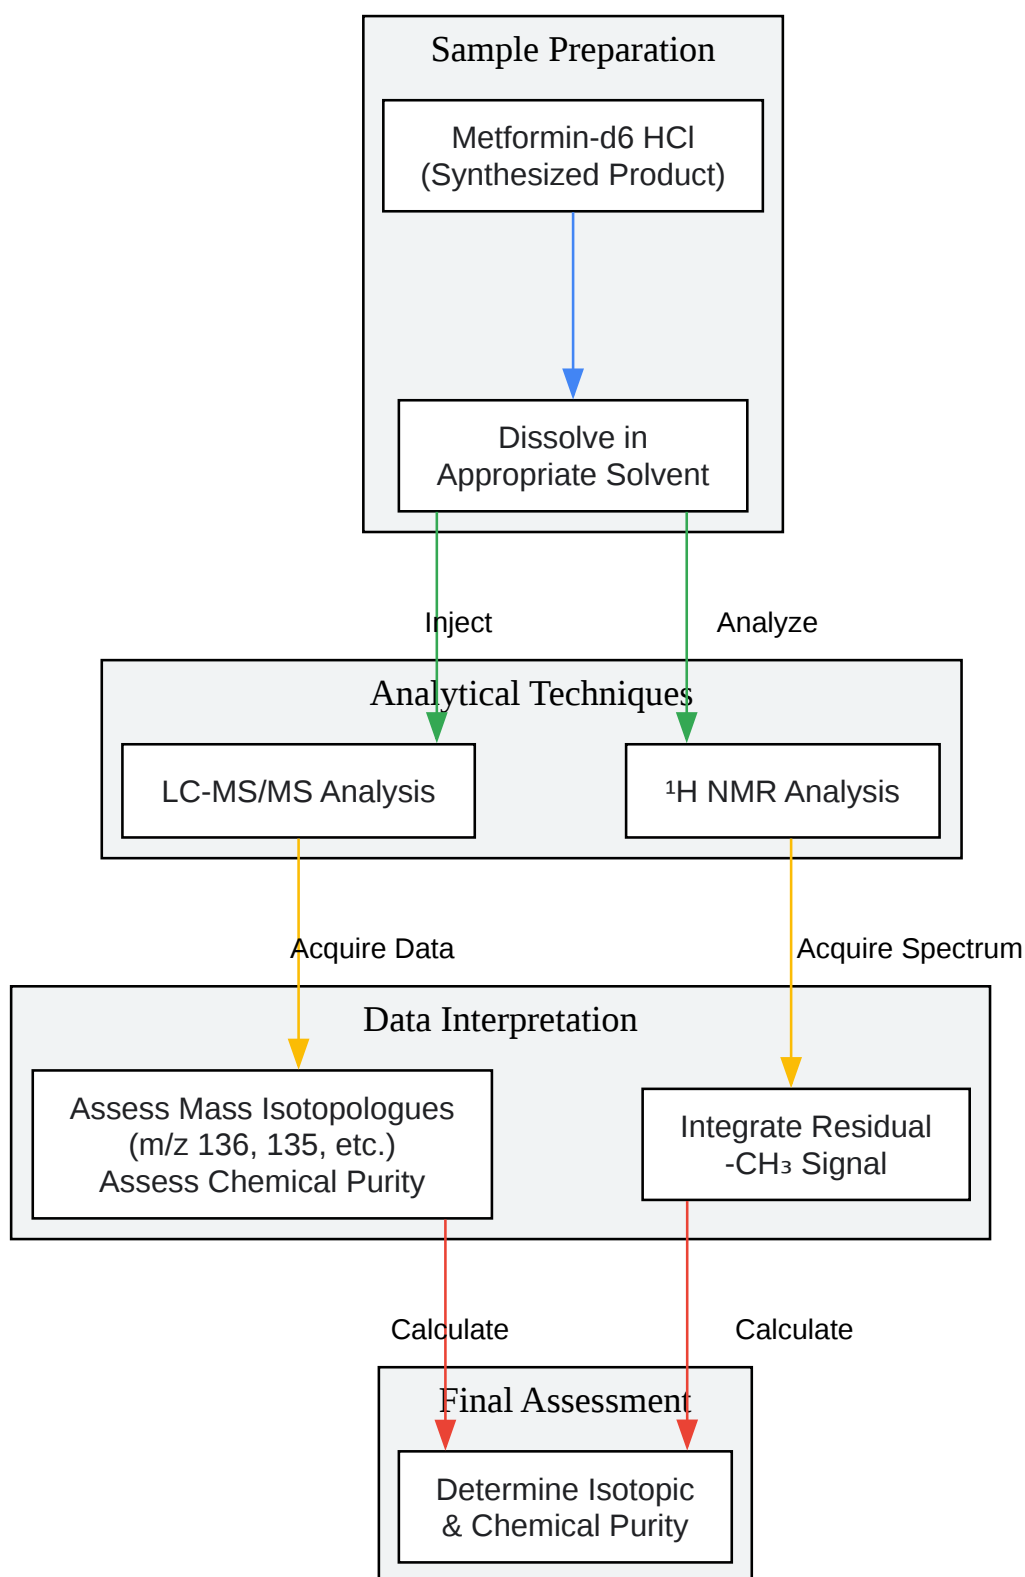 Sample Preparation
Metformin-d6 HCl
(Synthesized Product)
Dissolve in
Appropriate Solvent
Inject
Analyze
Analytical Techniques
LC-MS/MS Analysis
¹H NMR Analysis
Acquire Data
Acquire Spectrum
Data Interpretation
Assess Mass Isotopologues
(m/z 136, 135, etc.)
Assess Chemical Purity
Integrate Residual
-CH₃ Signal
Calculate
Calculate
Final Assessment
Determine Isotopic
& Chemical Purity